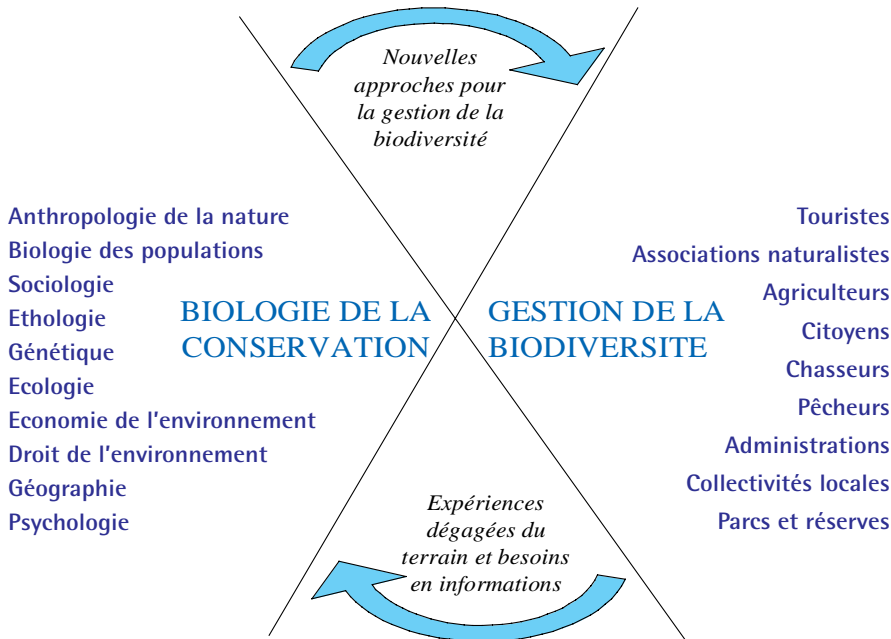 Nouvelles
approches pour
la gestion de la
biodiversité
Anthropologie de la nature
Biologie des populations
Sociologie
Ethologie
Génétique
Ecologie
Economie de l'environnement
Droit de l'environnement
Géographie
Psychologie
BIOLOGIE DE LA
CONSERVATION
GESTION DE LA
BIODIVERSITE
Touristes
Associations naturalistes
Agriculteurs
Citoyens
Chasseurs
Pêcheurs
Administrations
Collectivités locales
Parcs et réserves
Expériences
dégagées du
terrain et besoins
en informations